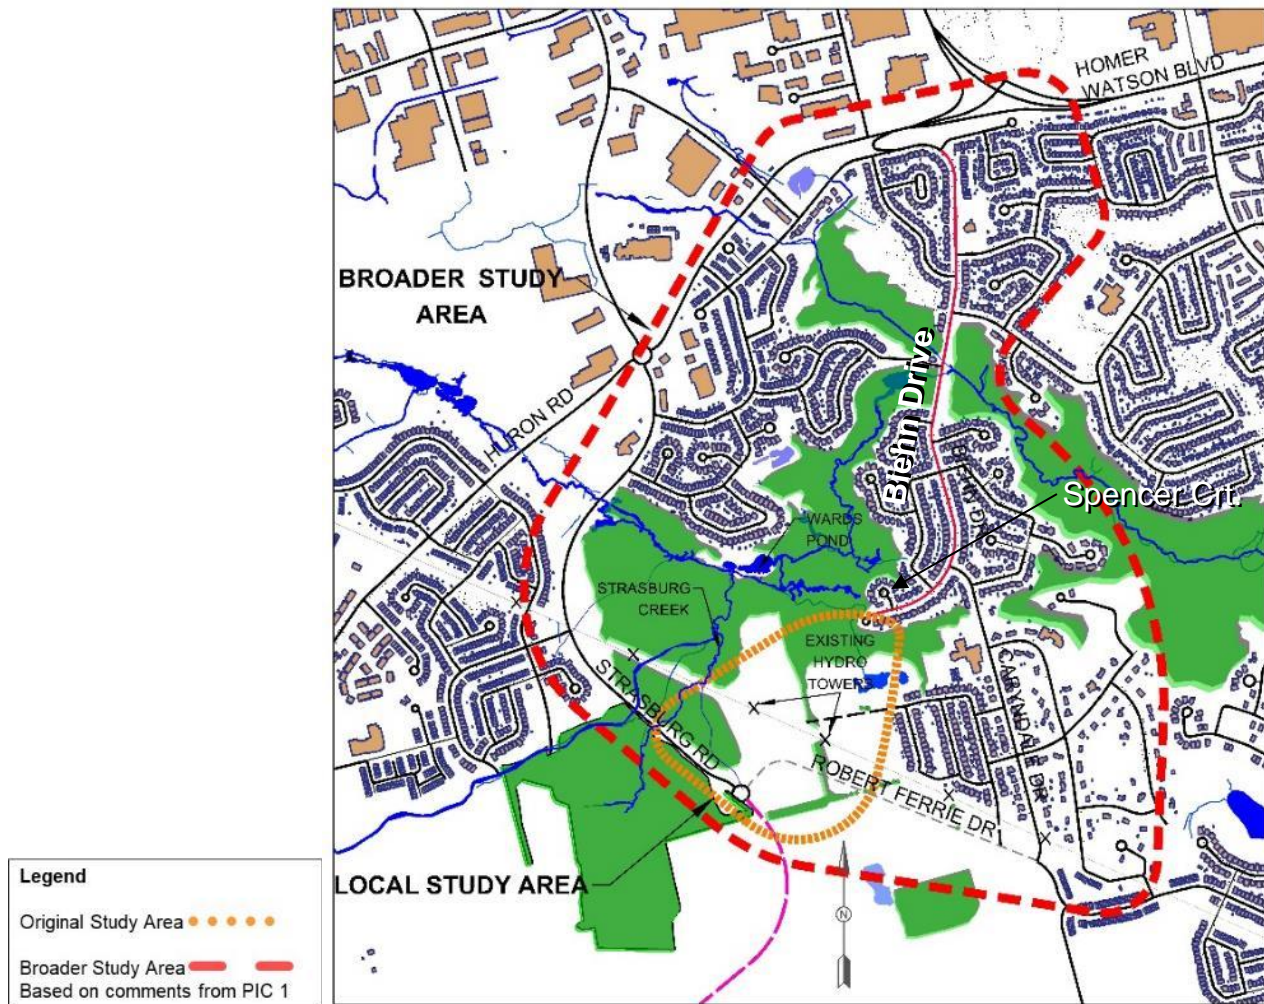 HOMER
WATSON BLVD
BROADER STUDY
AREA
HURON RD
Biehn Drive
BIEHN DR
Spencer Crt.
WARDS
POND
STRASBURG
CREEK
EXISTING
HYDRO
TOWERS
STRASBURG RD
CARYNDALE DR
ROBERT FERRIE DR
LOCAL STUDY AREA
N
Legend
Original Study Area
Broader Study Area
Based on comments from PIC 1